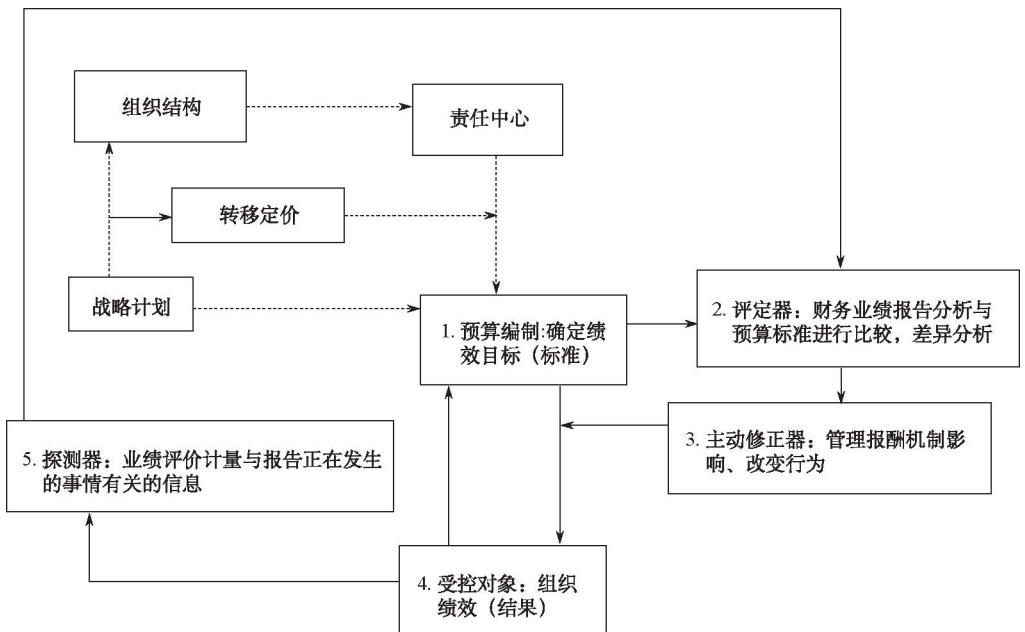 组织结构
责任中心
转移定价
战略计划
1. 预算编制:确定绩
效目标（标准）
2. 评定器：财务业绩报告分析与
预算标准进行比较，差异分析
3. 主动修正器：管理报酬机制影
响、改变行为
5. 探测器：业绩评价计量与报告正在发生
的事情有关的信息
4. 受控对象：组织
绩效（结果）